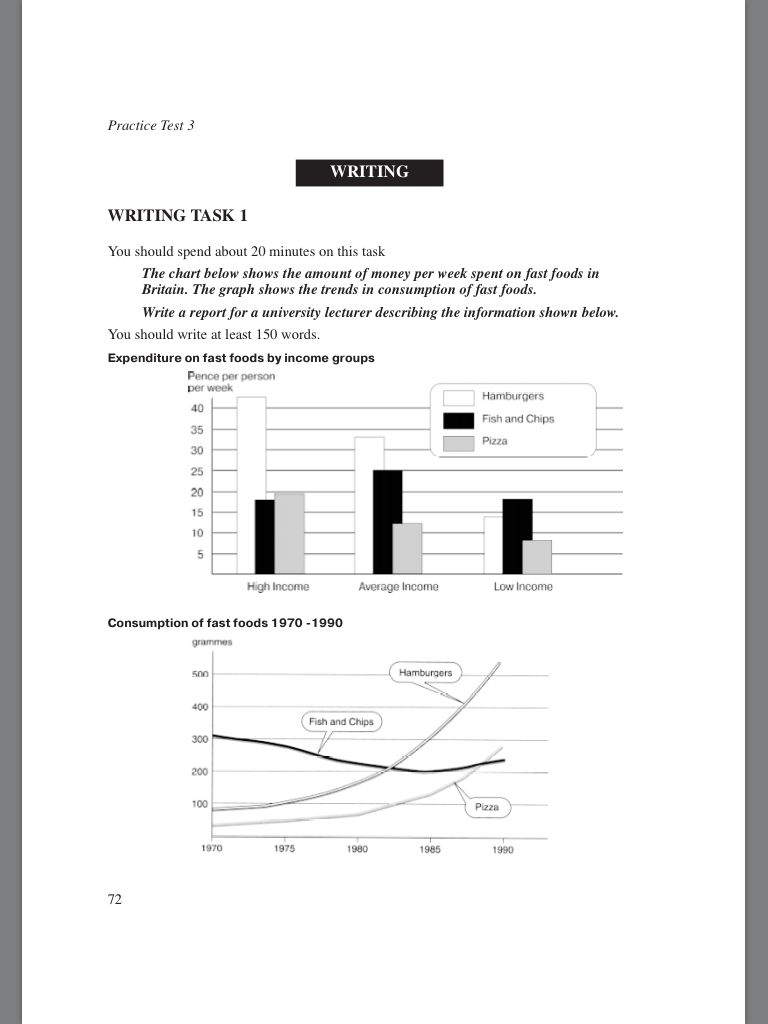 Practice Test 3
WRITING
WRITING TASK 1
You should spend about 20 minutes on this task
The chart below shows the amount of money per week spent on fast foods in
Britain. The graph shows the trends in consumption of fast foods.
Write a report for a university lecturer describing the information shown below.
You should write at least 150 words.
Expenditure on fast foods by income groups
Pence per person
per week
Hamburgers
Fish and Chips
Pizza
40
35
30
25
20
15
10
5
High Income
Average Income
Low Income
Consumption of fast foods 1970 -1990
grammes
500
400
300
200
100
Hamburgers
Fish and Chips
Pizza
1970
1975
1980
1985
1990
72